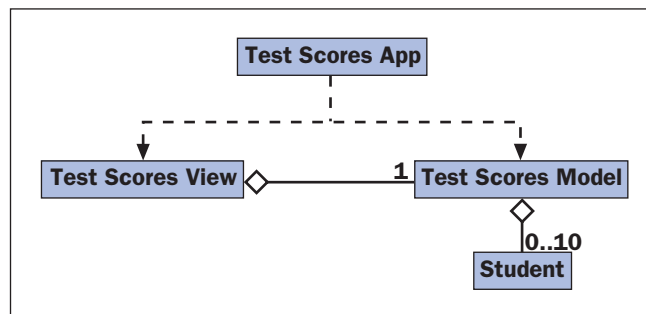 Test Scores App
Test Scores View
1
Test Scores Model
0..10
Student